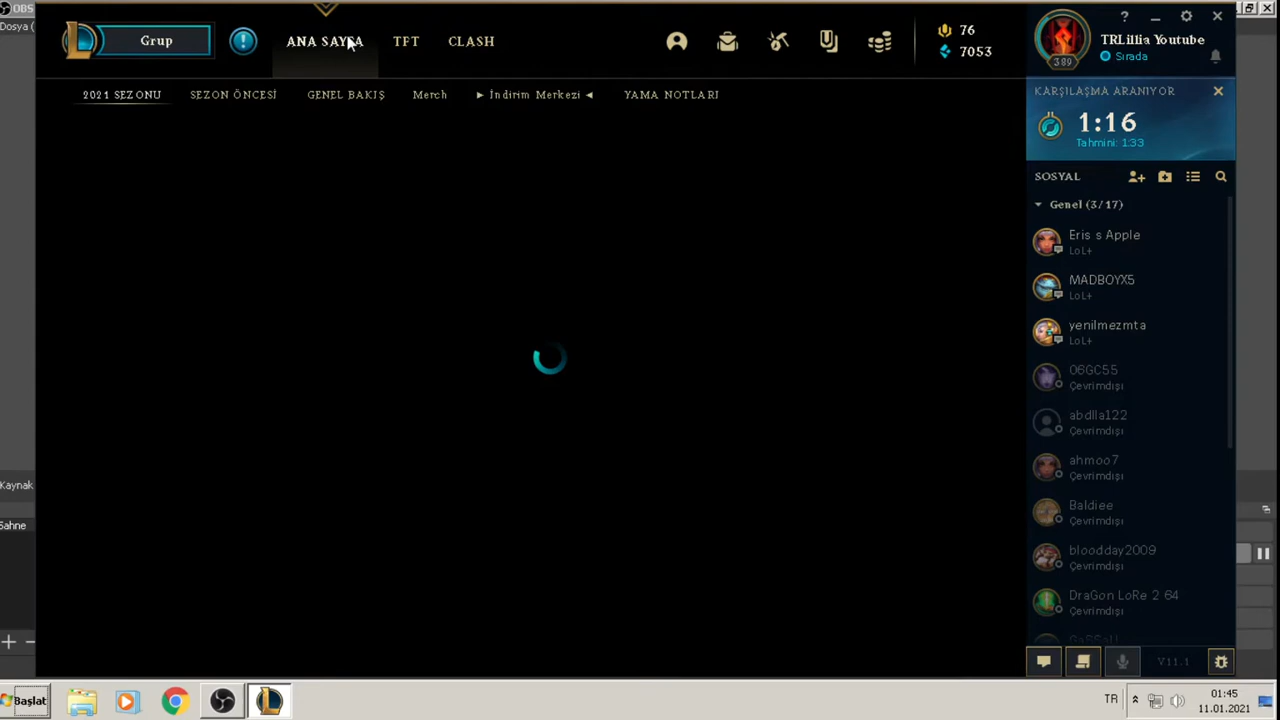 OBS
Dosya (
Grup
ANA SAYFA
TFT
CLASH
76
7053
389
TRLillia Youtube
Sırada
2021 SEZONU
SEZON ÖNCESİ
GENEL BAKIŞ
Merch
► İndirim Merkezi ◄
YAMA NOTLARI
KARŞILAŞMA ARANIYOR
1:16
Tahmini: 1:33
SOSYAL
Genel (3/17)
Eris s Apple
LoL+
MADBOYX5
LoL+
yenilmezmta
LoL+
06GC55
Çevrimdışı
abdlla122
Çevrimdışı
ahmoo7
Çevrimdışı
Baldiee
Çevrimdışı
bloodday2009
Çevrimdışı
DraGon LoRe 2 64
Çevrimdışı
Kaynak
Sahne
V11.1
Başlat
TR
01:45
11.01.2021